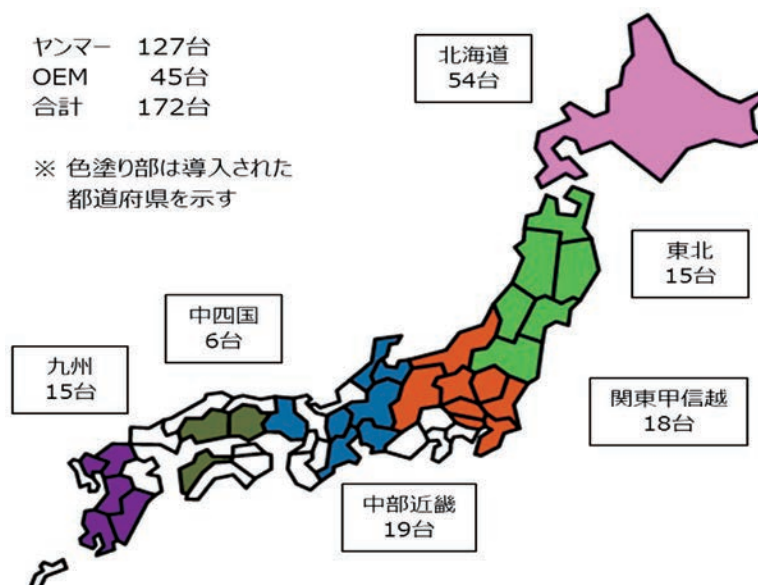 ヤンマー 127台
OEM 45台
合計 172台
※ 色塗り部は導入された
都道府県を示す
北海道
54台
東北
15台
中四国
6台
九州
15台
関東甲信越
18台
中部近畿
19台